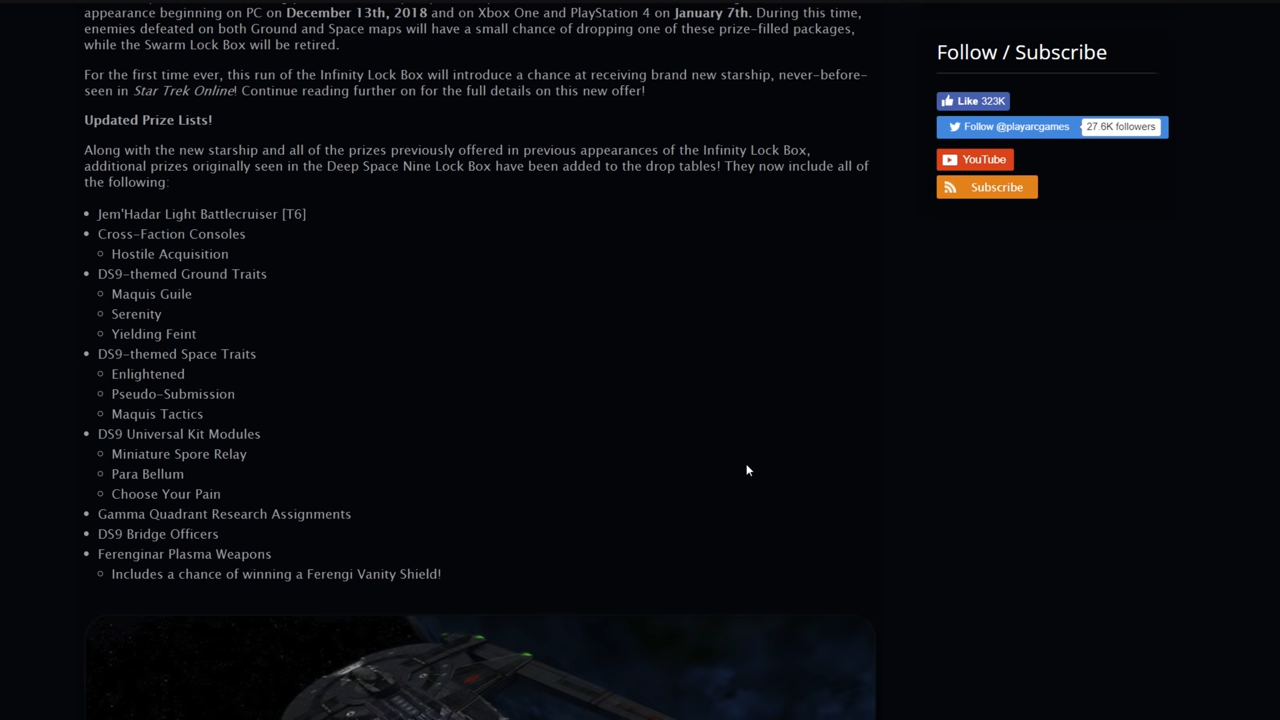 appearance beginning on PC on December 13th, 2018 and on Xbox One and PlayStation 4 on January 7th. During this time,
enemies defeated on both Ground and Space maps will have a small chance of dropping one of these prize-filled packages,
while the Swarm Lock Box will be retired.
For the first time ever, this run of the Infinity Lock Box will introduce a chance at receiving brand new starship, never-before-
seen in Star Trek Online! Continue reading further on for the full details on this new offer!
Updated Prize Lists!
Along with the new starship and all of the prizes previously offered in previous appearances of the Infinity Lock Box,
additional prizes originally seen in the Deep Space Nine Lock Box have been added to the drop tables! They now include all of
the following:
Jem'Hadar Light Battlecruiser [T6]
Cross-Faction Consoles
Hostile Acquisition
DS9-themed Ground Traits
Maquis Guile
Serenity
Yielding Feint
DS9-themed Space Traits
Enlightened
Pseudo-Submission
Maquis Tactics
DS9 Universal Kit Modules
Miniature Spore Relay
Para Bellum
Choose Your Pain
Gamma Quadrant Research Assignments
DS9 Bridge Officers
Ferenginar Plasma Weapons
Includes a chance of winning a Ferengi Vanity Shield!
Follow / Subscribe
Like 323K
Follow @playarcgames 27.6K followers
YouTube
Subscribe